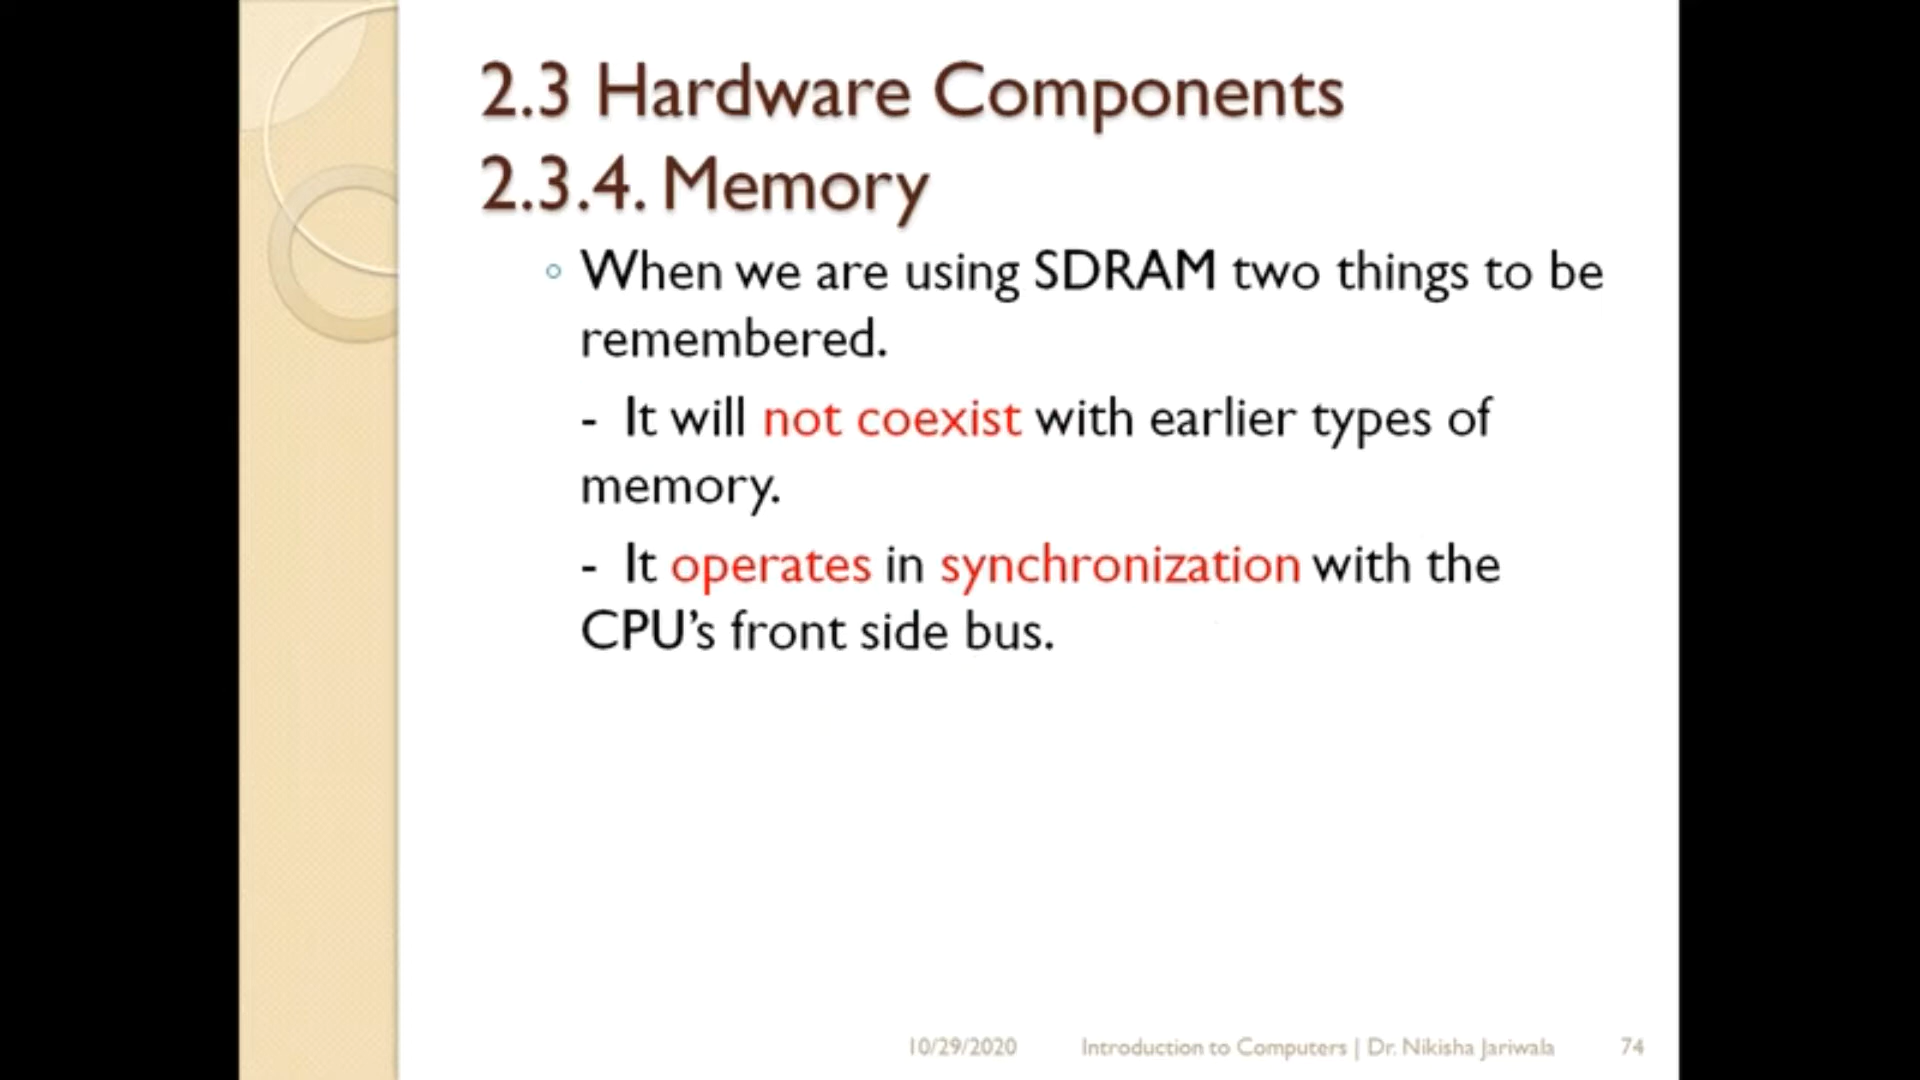 2.3 Hardware Components
2.3.4. Memory
◦ When we are using SDRAM two things to be
remembered.
- It will not coexist with earlier types of
memory.
- It operates in synchronization with the
CPU’s front side bus.
10/29/2020 Introduction to Computers | Dr. Nikisha Jariwala 74